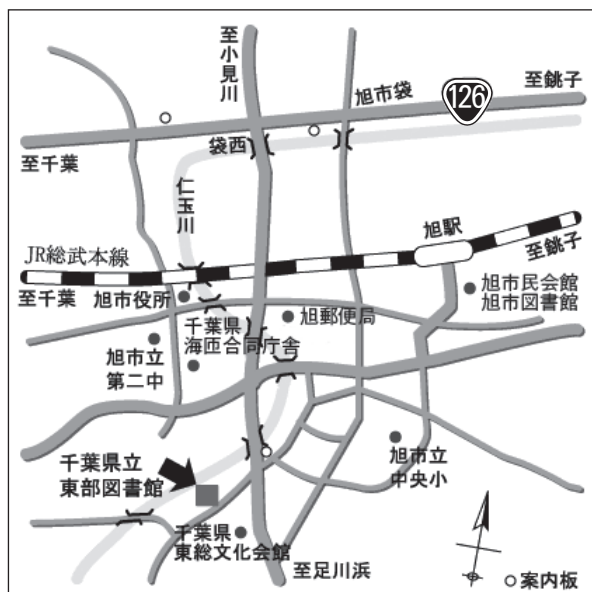 至小見川
旭市袋
126
至銚子
袋西
至千葉
仁玉川
旭駅
JR総武本線
至銚子
至千葉
旭市役所
旭市民会館
旭市図書館
千葉県
海匝合同庁舎
旭郵便局
旭市立
第二中
千葉県立
東部図書館
旭市立
中央小
千葉県
東総文化会館
至足川浜
案内板